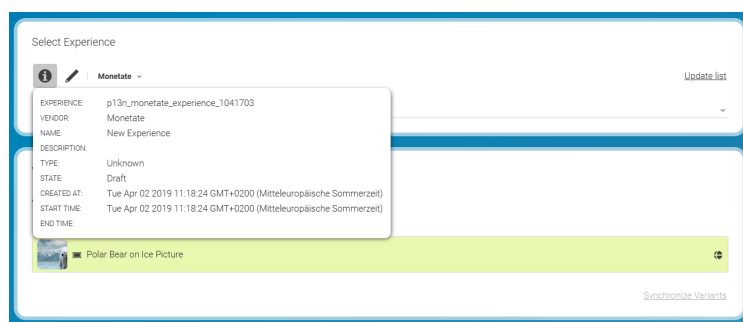 Select Experience
Monetate
Update list
EXPERIENCE: p13n_monetate_experience_1041703
VENDOR: Monetate
NAME: New Experience
DESCRIPTION:
TYPE: Unknown
STATE: Draft
CREATED AT: Tue Apr 02 2019 11:18:24 GMT+0200 (Mitteleuropäische Sommerzeit)
START TIME: Tue Apr 02 2019 11:18:24 GMT+0200 (Mitteleuropäische Sommerzeit)
END TIME:
Polar Bear on Ice Picture
Synchronize Variants